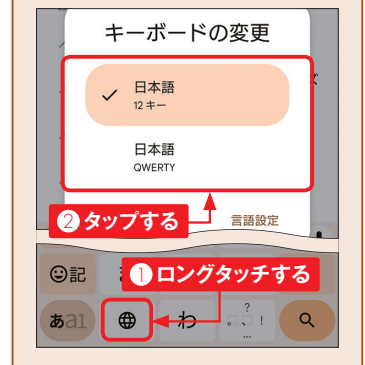 キーボードの変更
日本語
12 キー
日本語
QWERTY
② タップする
言語設定
① ロングタッチする
記
あa1
わ
。、?!
…